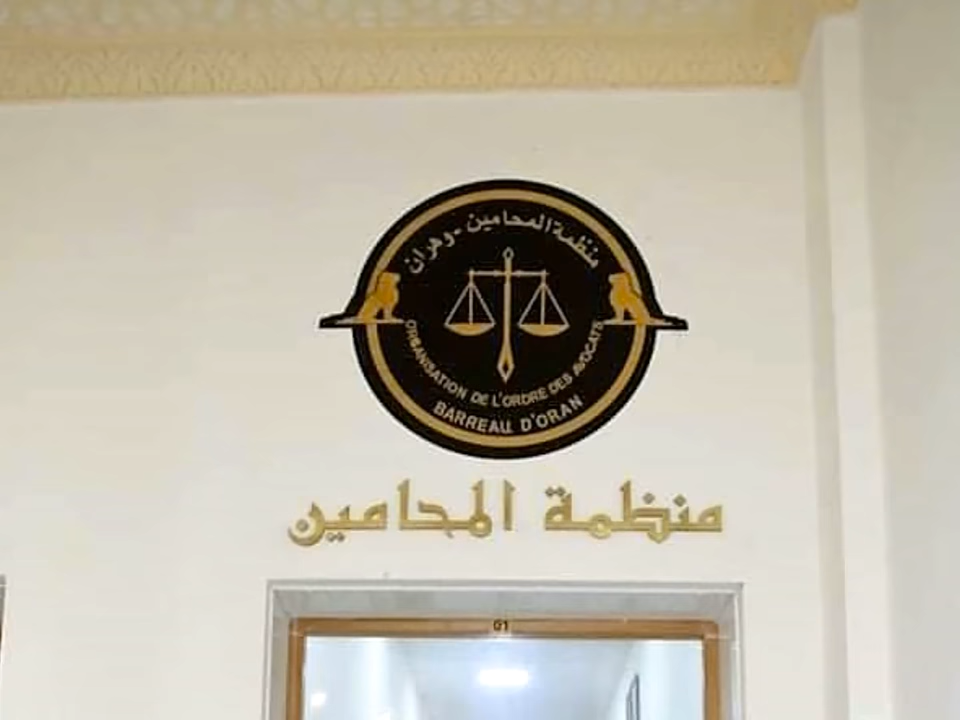 منظمة المحامين - وهران
ORGANISATION DE L'ORDRE DES AVOCATS
BARREAU D'ORAN
منظمة المحامين
01